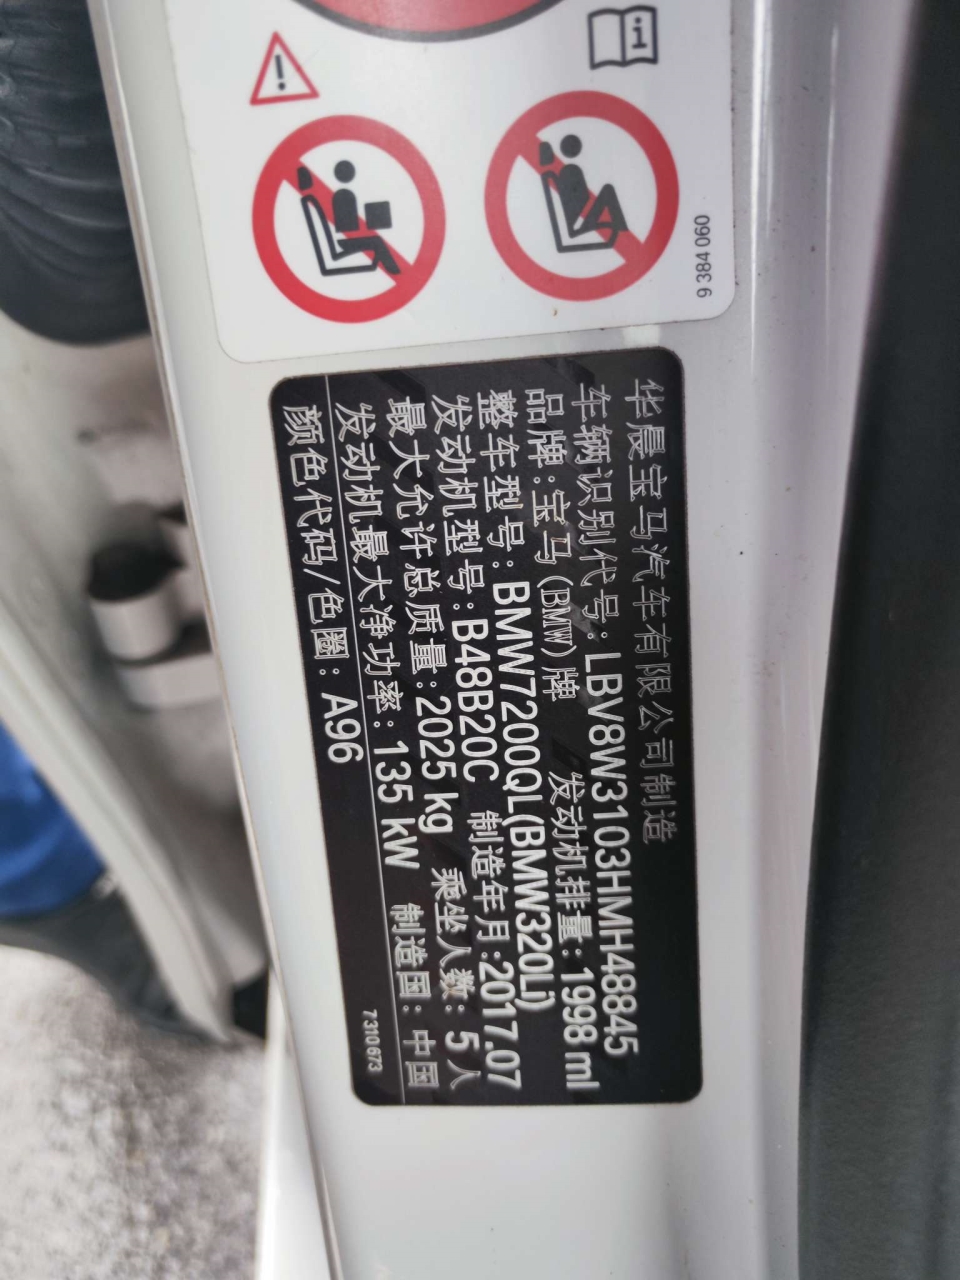 9 384 060
华晨宝马汽车有限公司制造
车辆识别代号:LBV8W3103HMH48845
品牌:宝马(BMW)牌 发动机排量:1998 ml
整车型号:BMW7200QL(BMW320Li)
发动机型号:B48B20C 制造年月:2017.07
最大允许总质量:2025 kg 乘坐人数:5人
发动机最大净功率:135 kW 制造国:中国
颜色代码/色圈:A96
7 310 673